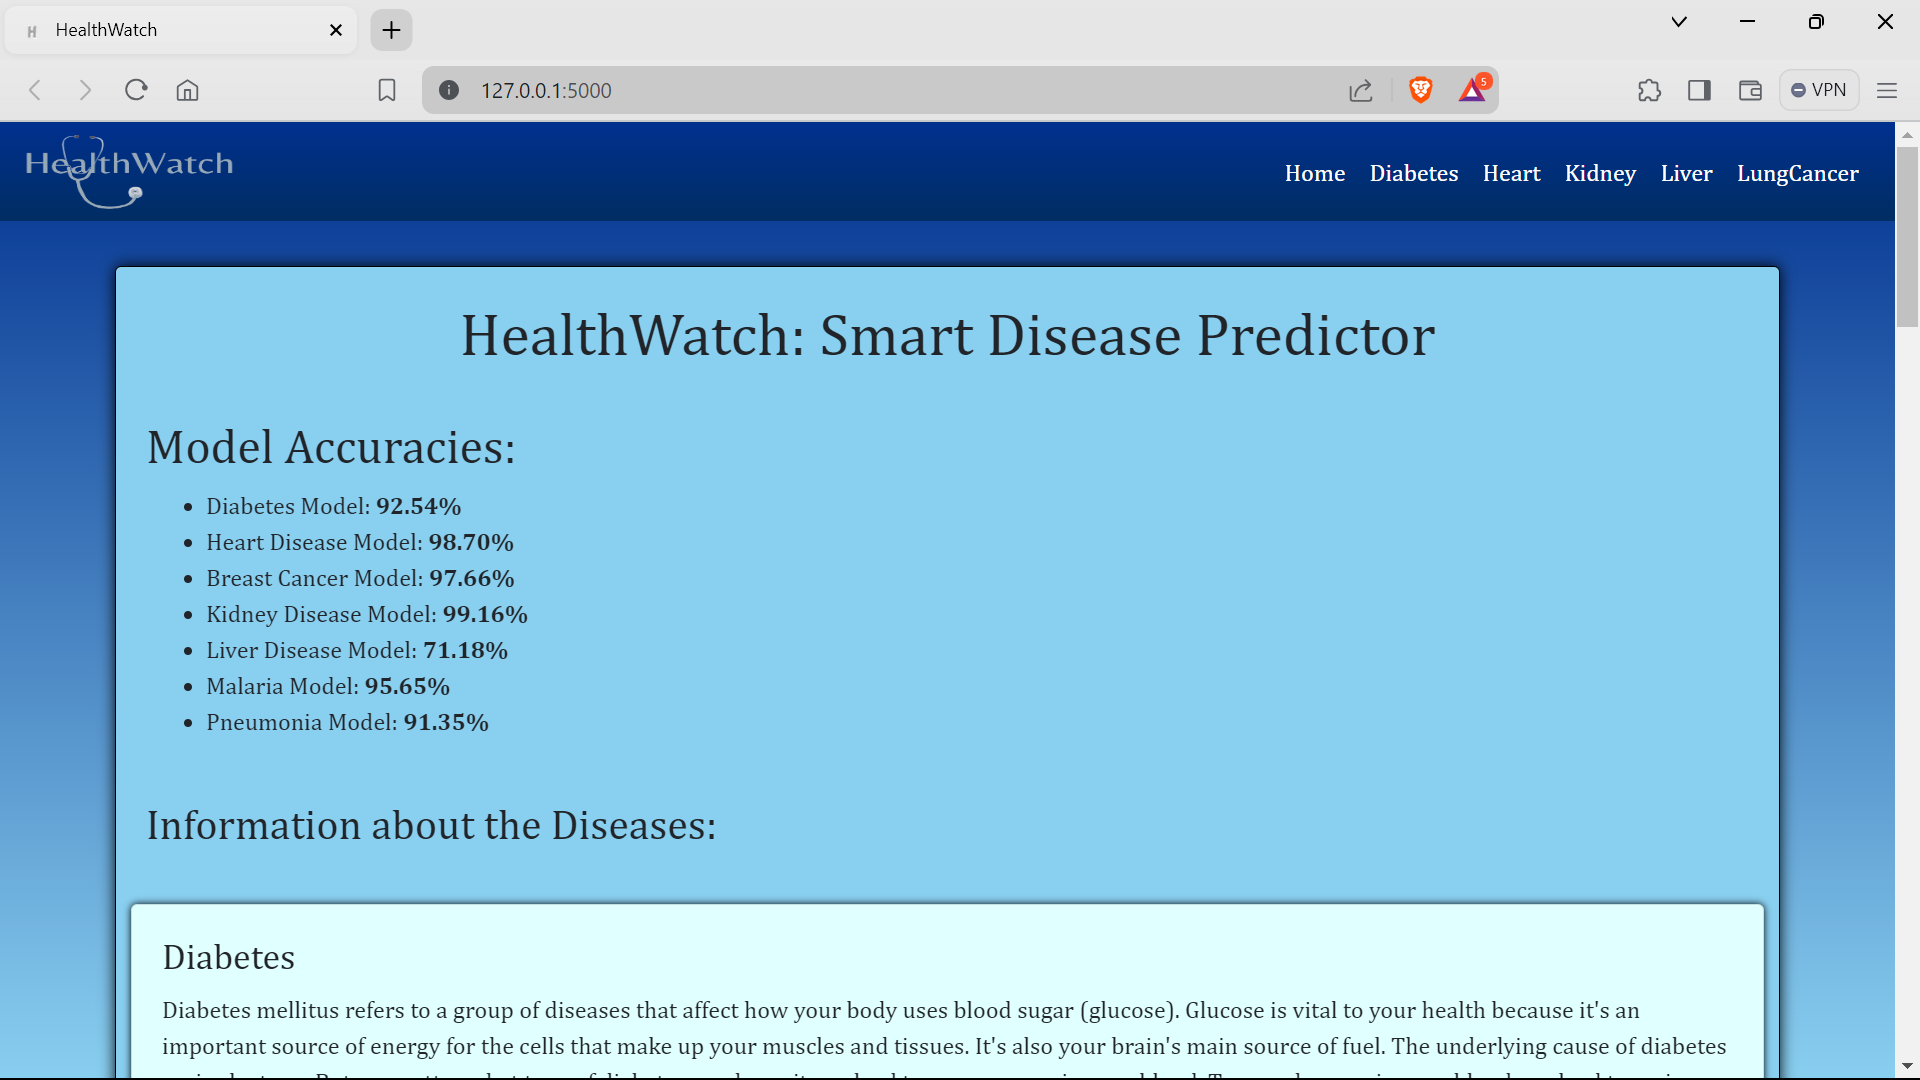 HealthWatch
127.0.0.1:5000
5
VPN
HealthWatch
Home Diabetes Heart Kidney Liver LungCancer
HealthWatch: Smart Disease Predictor
Model Accuracies:
Diabetes Model: 92.54%
Heart Disease Model: 98.70%
Breast Cancer Model: 97.66%
Kidney Disease Model: 99.16%
Liver Disease Model: 71.18%
Malaria Model: 95.65%
Pneumonia Model: 91.35%
Information about the Diseases:
Diabetes
Diabetes mellitus refers to a group of diseases that affect how your body uses blood sugar (glucose). Glucose is vital to your health because it's an
important source of energy for the cells that make up your muscles and tissues. It's also your brain's main source of fuel. The underlying cause of diabetes